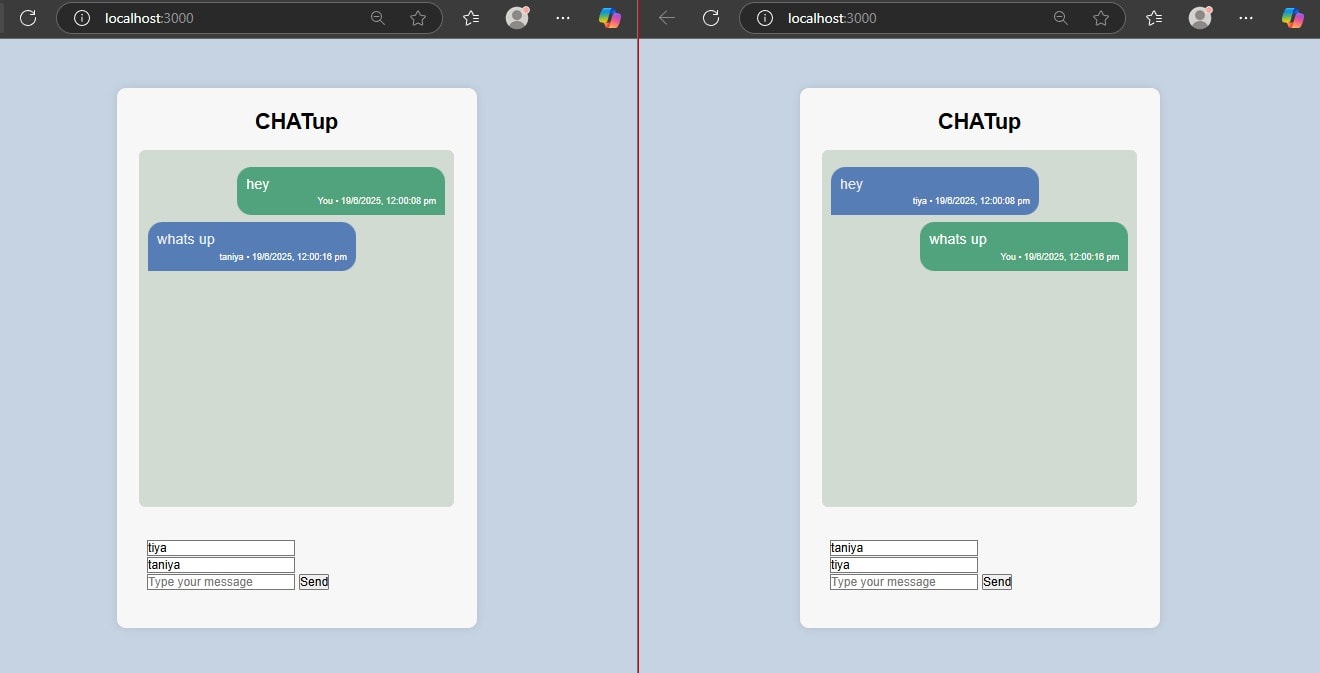 localhost:3000
CHATup
hey
You • 19/6/2025, 12:00:08 pm
whats up
taniya • 19/6/2025, 12:00:16 pm
tiya
taniya
Type your message
Send
localhost:3000
CHATup
hey
tiya • 19/6/2025, 12:00:08 pm
whats up
You • 19/6/2025, 12:00:16 pm
taniya
tiya
Type your message
Send